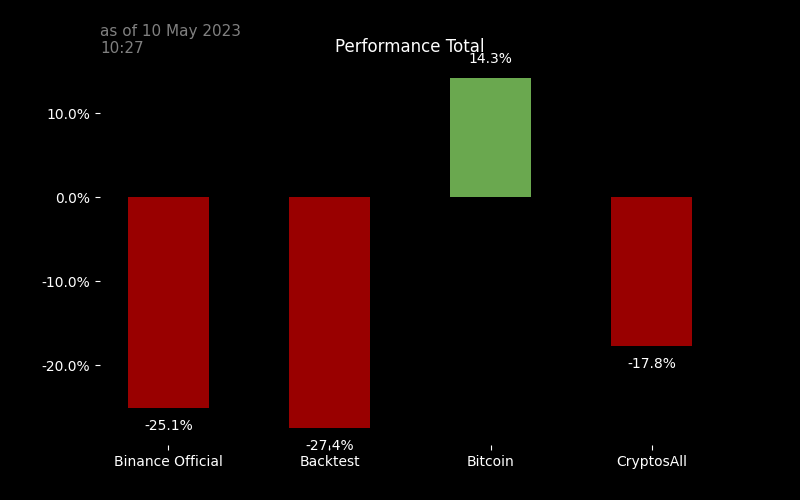 as of 10 May 2023
10:27
Performance Total
14.3%
10.0%
0.0%
-10.0%
-20.0%
-17.8%
-25.1%
-27.4%
Binance Official
Backtest
Bitcoin
CryptosAll